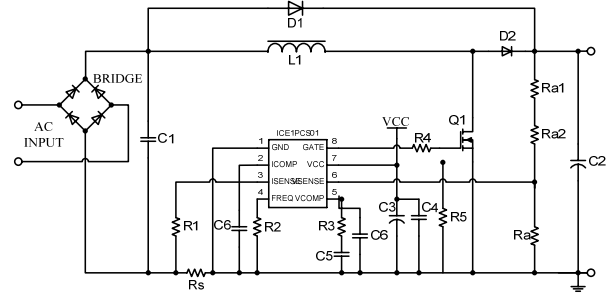 D1
D2
L1
BRIDGE
Ra1
AC
INPUT
C1
ICE1PCS01
VCC
Q1
R4
Ra2
1 GND GATE 8
2 ICOMP VCC 7
3 ISENSE VSENSE 6
4 FREQ VCOMP 5
C2
R1
C6
R2
R3
C6
C3
C4
R5
Ra
C5
Rs